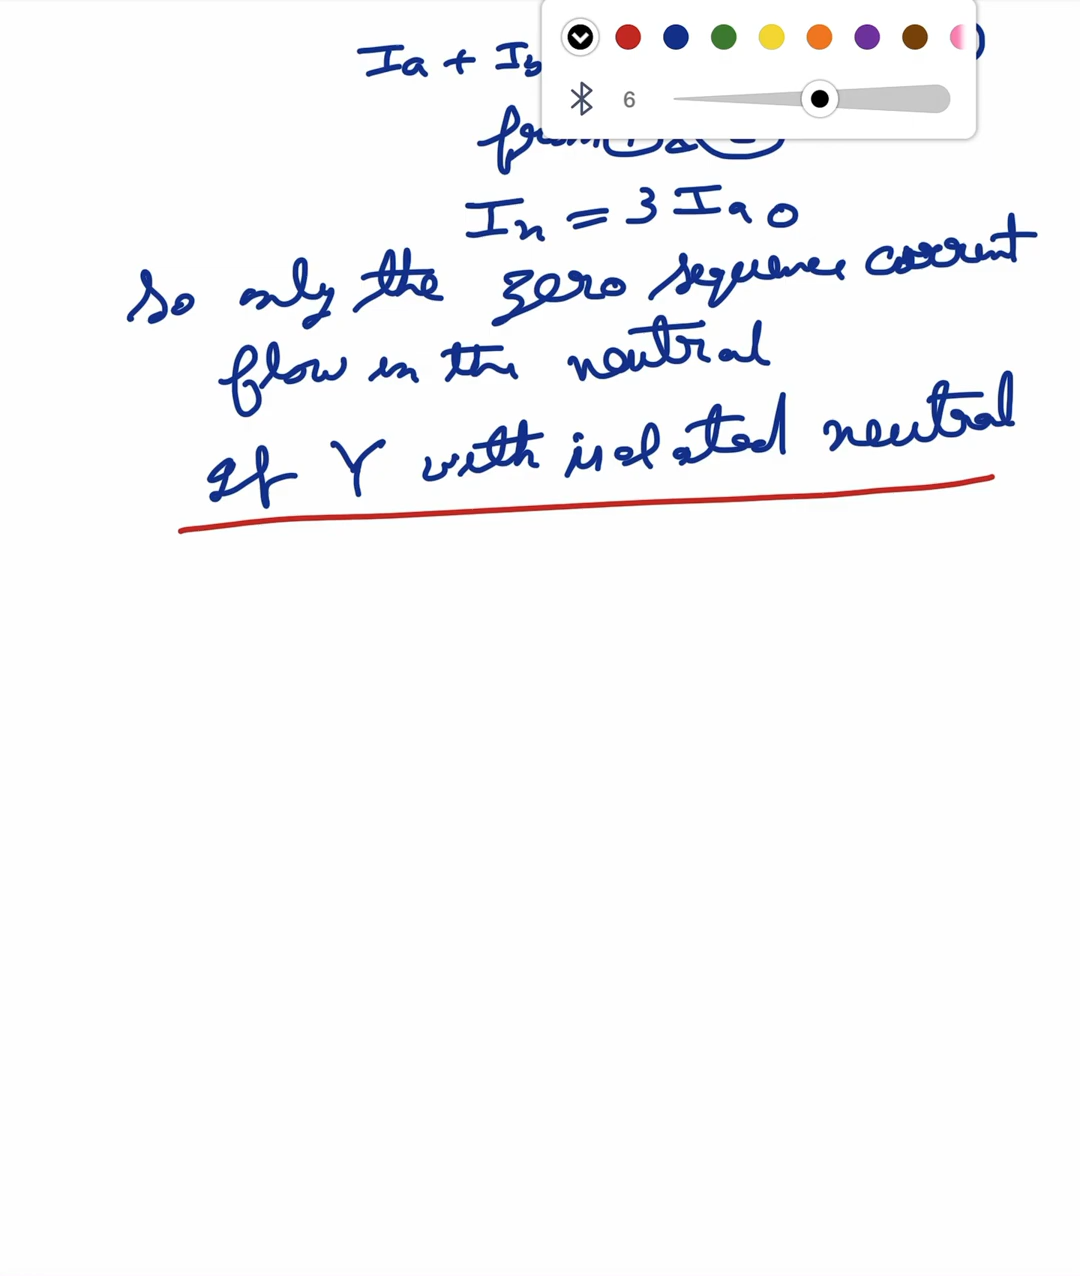 Ia + Ib
6
from
In = 3 Ia0
So only the zero sequence current
flow in the neutral
If Y with isolated neutral